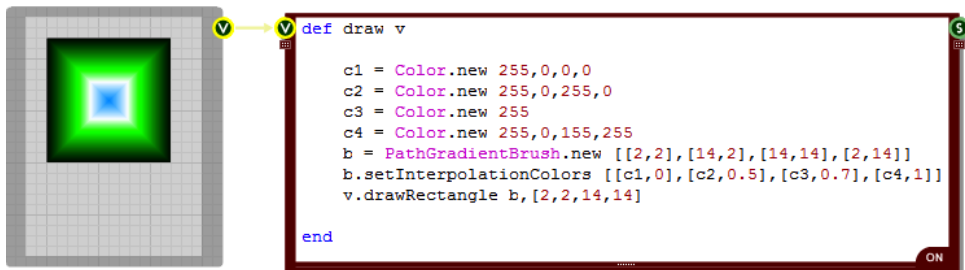 V V def draw v S
c1 = Color.new 255,0,0,0
c2 = Color.new 255,0,255,0
c3 = Color.new 255
c4 = Color.new 255,0,155,255
b = PathGradientBrush.new [[2,2],[14,2],[14,14],[2,14]]
b.setInterpolationColors [[c1,0],[c2,0.5],[c3,0.7],[c4,1]]
v.drawRectangle b,[2,2,14,14]
end
ON